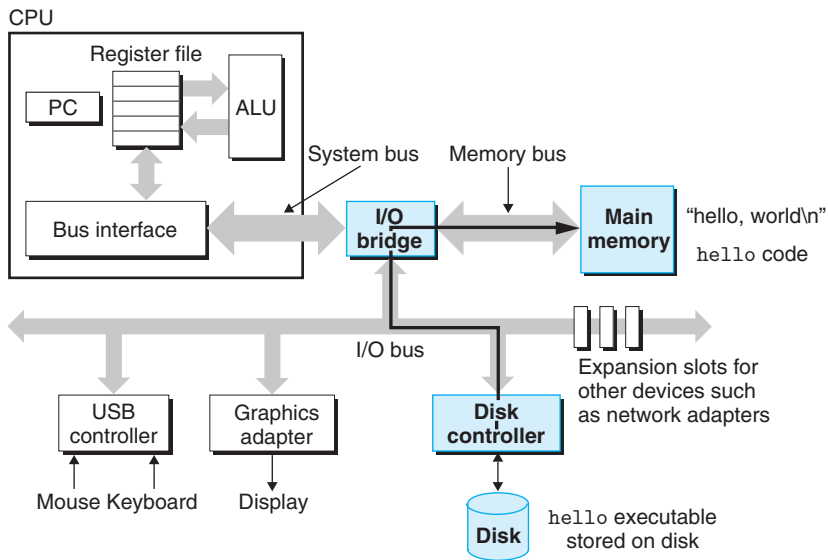 CPU
Register file
PC
ALU
System bus
Memory bus
Bus interface
I/O
bridge
Main
memory
“hello, world\n”
hello code
I/O bus
Expansion slots for
other devices such
as network adapters
USB
controller
Graphics
adapter
Disk
controller
Mouse Keyboard
Display
Disk
hello executable
stored on disk